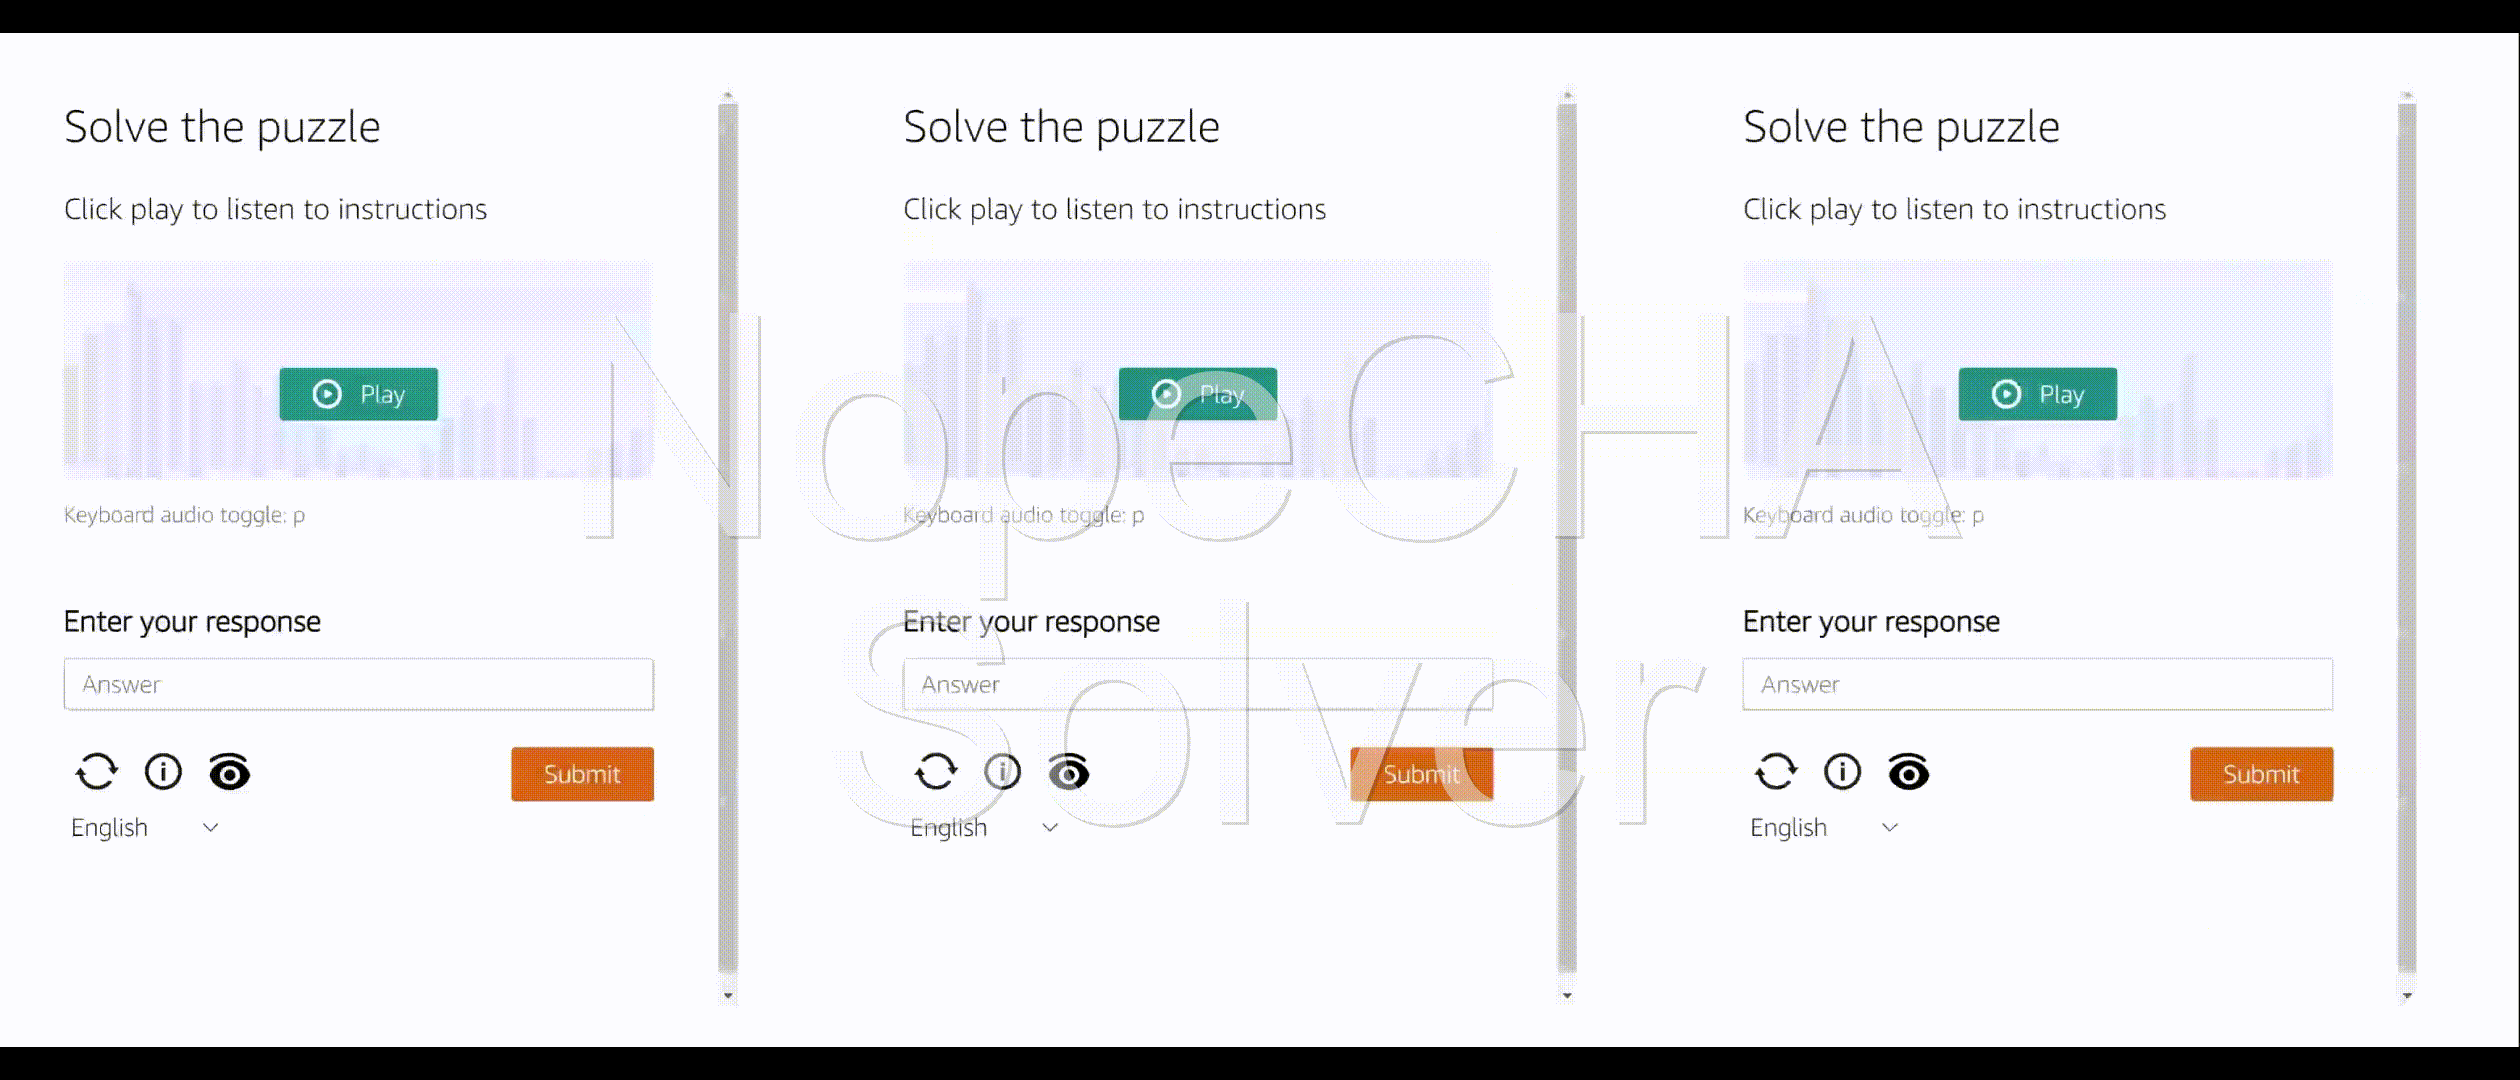 Solve the puzzle
Click play to listen to instructions
Play
Keyboard audio toggle: p
Enter your response
Answer
Submit
English
Solve the puzzle
Click play to listen to instructions
Play
Keyboard audio toggle: p
Enter your response
Answer
Submit
English
Solve the puzzle
Click play to listen to instructions
Play
Keyboard audio toggle: p
Enter your response
Answer
Submit
English
NopeCHA
Solver